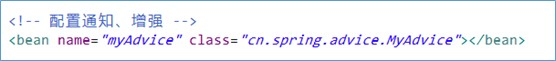 <!-- 配置通知、增强 -->
<bean name="myAdvice" class="cn.spring.advice.MyAdvice"></bean>